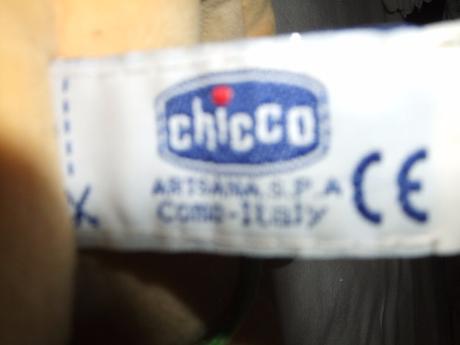 chicco
ARTSANA S.P.A
Como-Italy
CE